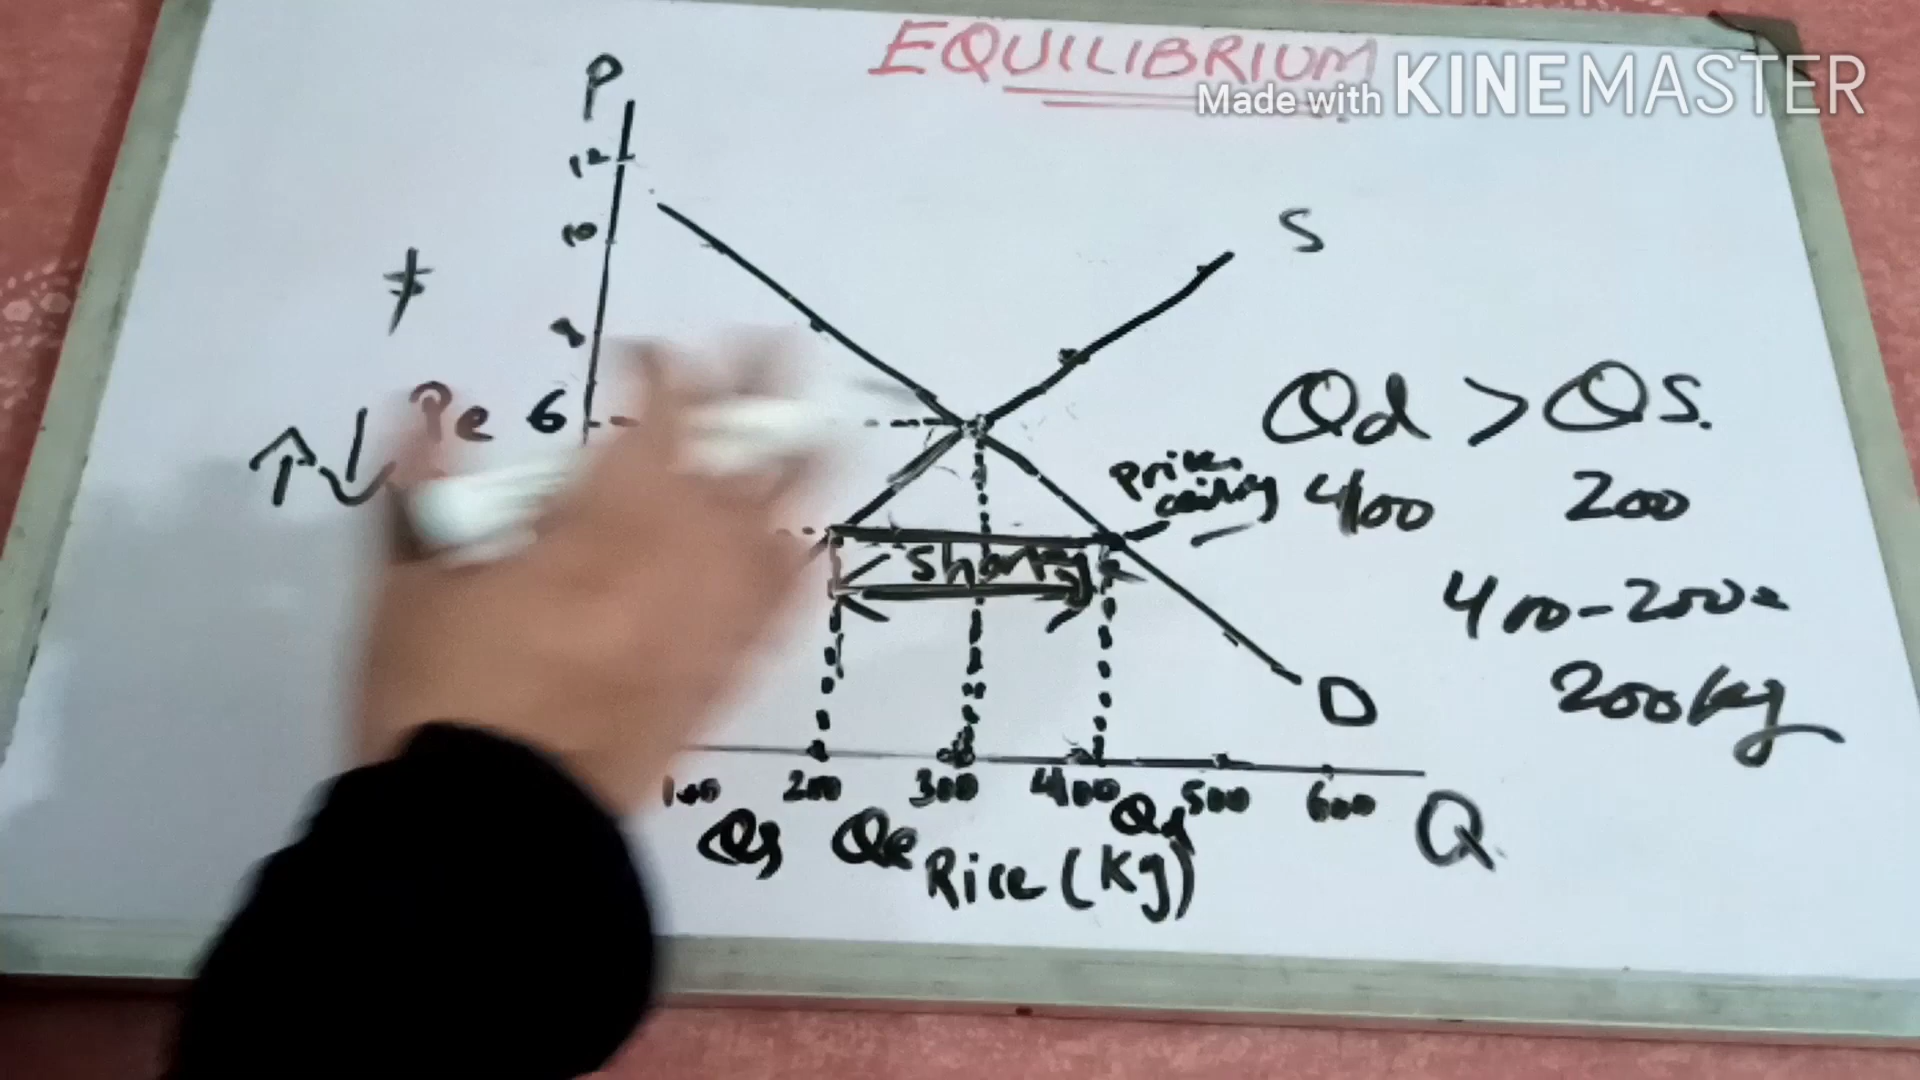 EQUILIBRIUM
Made with KINEMASTER
P
12
10
8
Pe 6
S
Qd > QS.
400 200
price
ceiling
shortg
400-200=
200kg
D
100 200 300 400 500 600
Qs Qe Qd
Q
Rice (Kg)